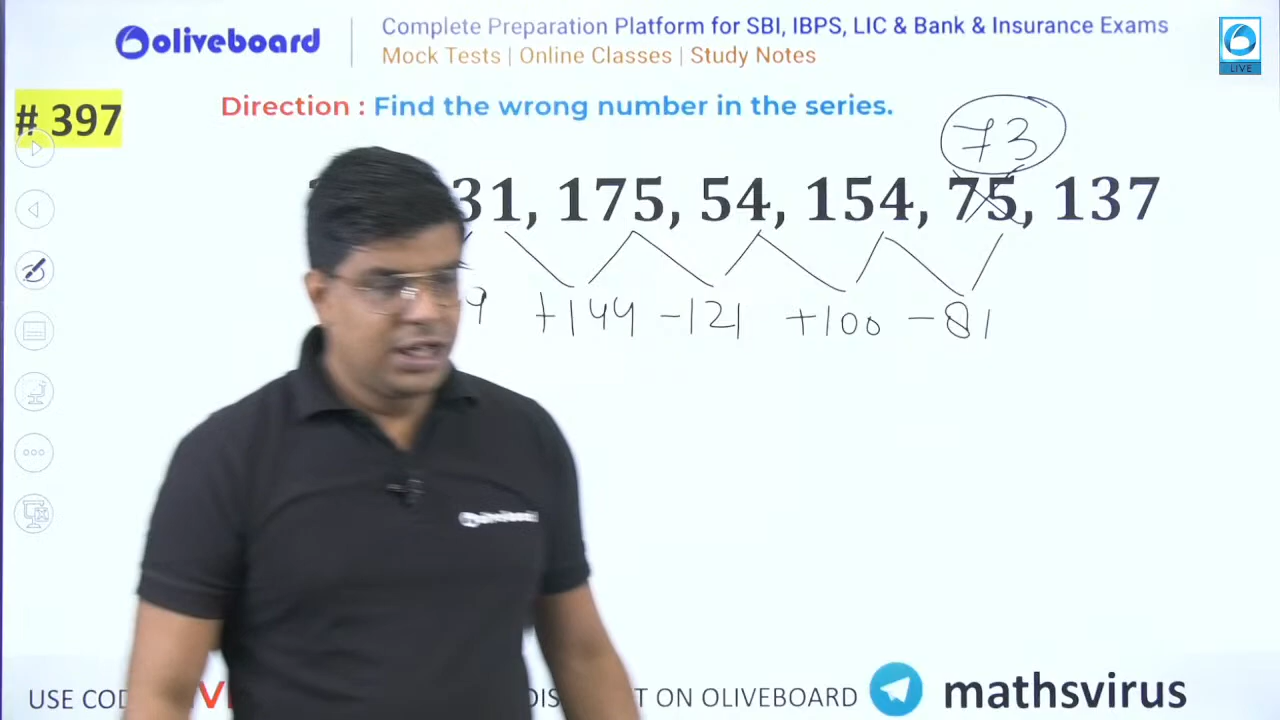 oliveboard
Complete Preparation Platform for SBI, IBPS, LIC & Bank & Insurance Exams
Mock Tests | Online Classes | Study Notes
LIVE
# 397
Direction : Find the wrong number in the series.
73
31, 175, 54, 154, 75, 137
9 +144 -121 +100 -81
oliveboard
USE
ON OLIVEBOARD
mathsvirus